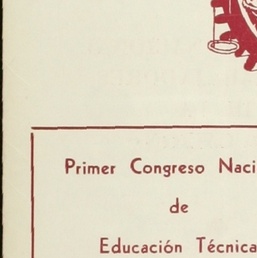 Primer Congreso Naci
de
Educación Técnica